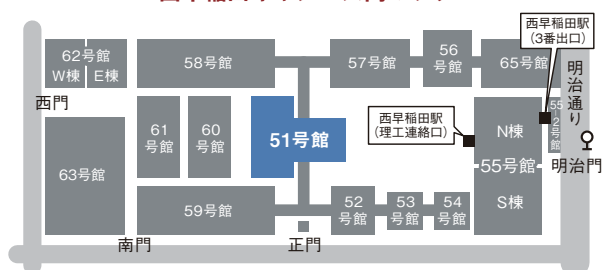 西早稲田駅
（3番出口）
62号館
W棟 E棟
58号館
57号館
56
号館
65号館
明治通り
西門
61
号館
60
号館
51号館
西早稲田駅
（理工連絡口）
N棟
55号館
S棟
55
2号館
明治門
63号館
59号館
52
号館
53
号館
54
号館
南門
正門